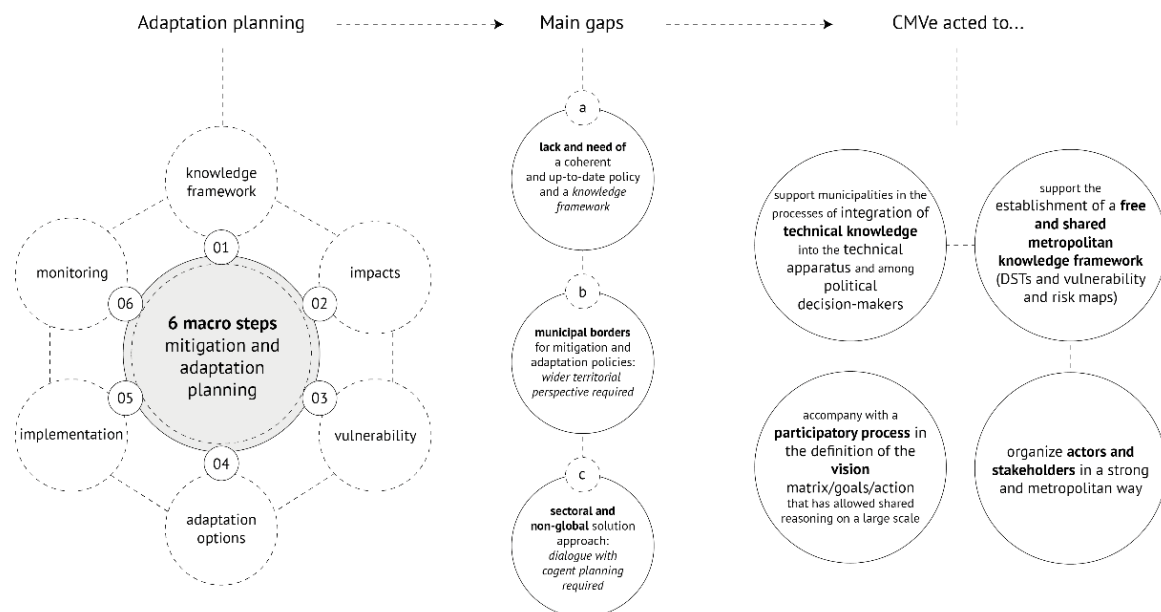 Adaptation planning
Main gaps
CMVe acted to...
knowledge
framework
01
impacts
02
vulnerability
03
adaptation
options
04
implementation
05
monitoring
06
6 macro steps
mitigation and
adaptation
planning
a
lack and need of
a coherent
and up-to-date policy
and a knowledge
framework
b
municipal borders
for mitigation and
adaptation policies:
wider territorial
perspective required
c
sectoral and
non-global solution
approach:
dialogue with
cogent planning
required
support municipalities in the
processes of integration of
technical knowledge
into the technical
apparatus and among
political
decision-makers
support the
establishment of a free
and shared
metropolitan
knowledge framework
(DSTs and vulnerability
and risk maps)
accompany with a
participatory process in
the definition of the
vision
matrix/goals/action
that has allowed shared
reasoning on a large scale
organize actors and
stakeholders in a strong
and metropolitan way